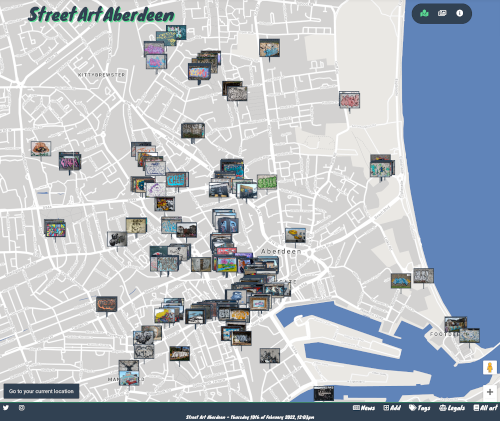 Street Art Aberdeen
KITTYBREWSTER
Aberdeen
Go to your current location
News
Add
Tags
Legals
All art
Street Art Aberdeen - Thursday 10th of February 2022, 12:03pm